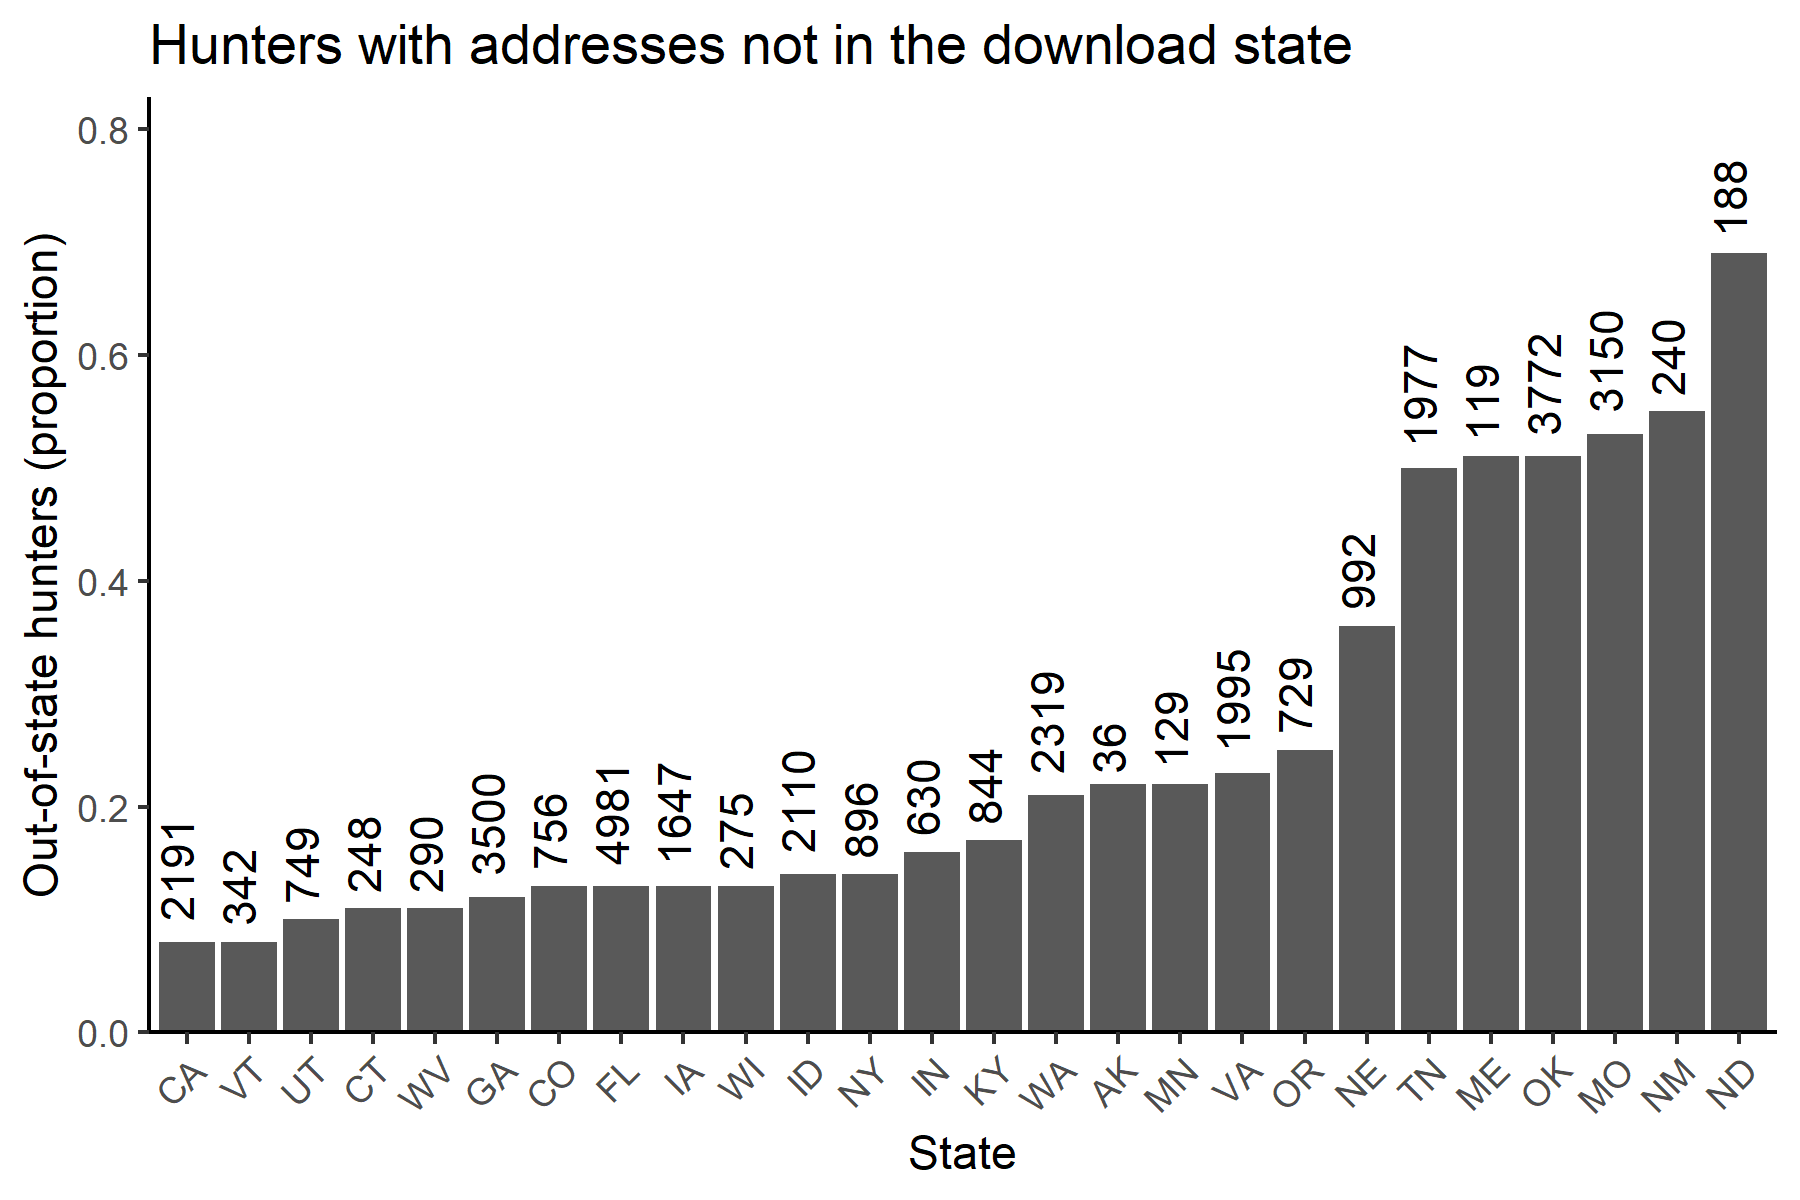 Hunters with addresses not in the download state
Out-of-state hunters (proportion)
0.8
0.6
0.4
0.2
0.0
2191
342
749
248
290
3500
756
4981
1647
275
2110
896
630
844
2319
36
129
1995
729
992
1977
119
3772
3150
240
188
CA
VT
UT
CT
WV
GA
CO
FL
IA
WI
ID
NY
IN
KY
WA
AK
MN
VA
OR
NE
TN
ME
OK
MO
NM
ND
State